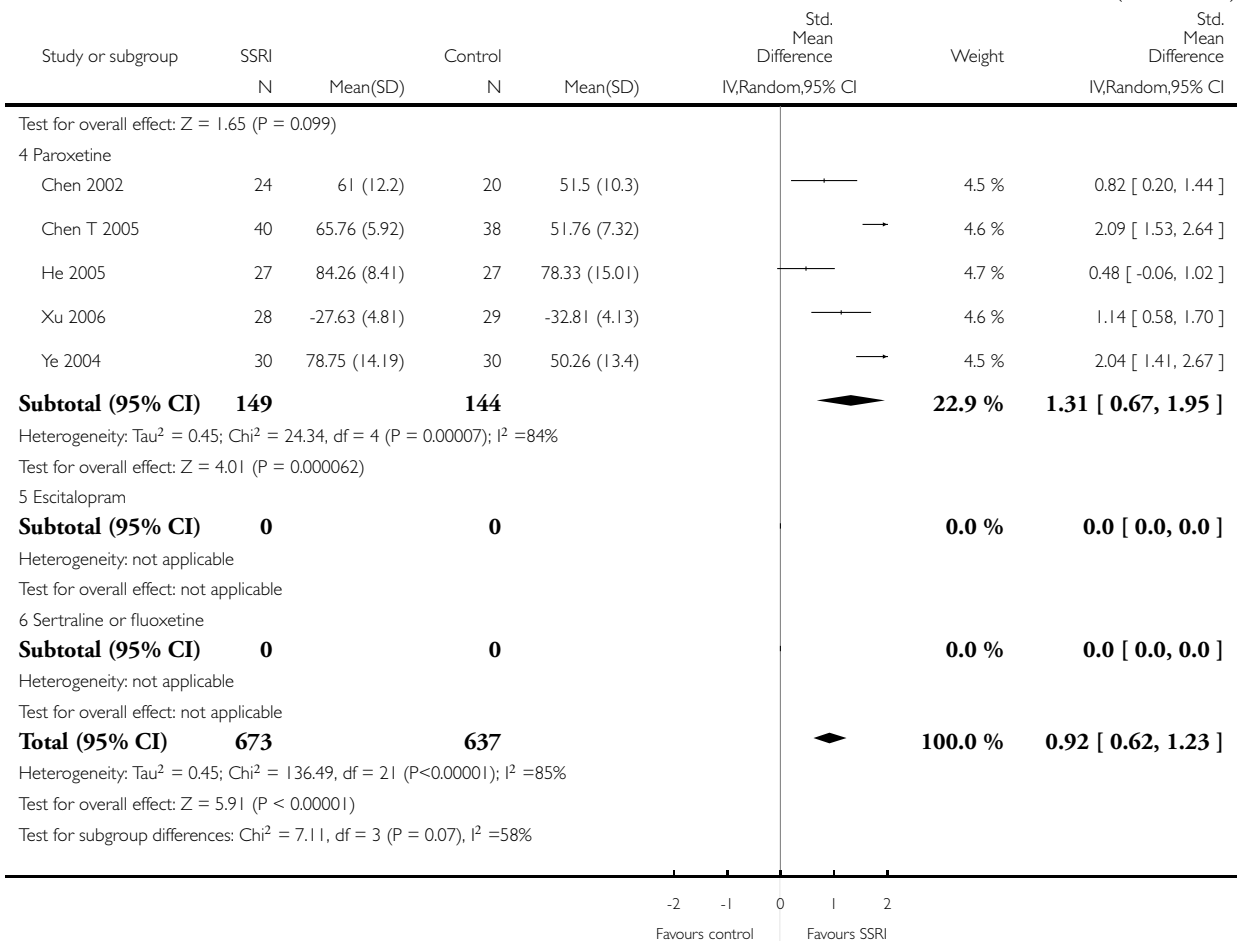 Study or subgroup SSRI Control Std. Mean Difference Weight Std. Mean Difference
N Mean(SD) N Mean(SD) IV,Random,95% CI IV,Random,95% CI
Test for overall effect: Z = 1.65 (P = 0.099)
4 Paroxetine
Chen 2002 24 61 (12.2) 20 51.5 (10.3) 4.5 % 0.82 [ 0.20, 1.44 ]
Chen T 2005 40 65.76 (5.92) 38 51.76 (7.32) 4.6 % 2.09 [ 1.53, 2.64 ]
He 2005 27 84.26 (8.41) 27 78.33 (15.01) 4.7 % 0.48 [ -0.06, 1.02 ]
Xu 2006 28 -27.63 (4.81) 29 -32.81 (4.13) 4.6 % 1.14 [ 0.58, 1.70 ]
Ye 2004 30 78.75 (14.19) 30 50.26 (13.4) 4.5 % 2.04 [ 1.41, 2.67 ]
Subtotal (95% CI) 149 144 22.9 % 1.31 [ 0.67, 1.95 ]
Heterogeneity: Tau² = 0.45; Chi² = 24.34, df = 4 (P = 0.00007); I² =84%
Test for overall effect: Z = 4.01 (P = 0.000062)
5 Escitalopram
Subtotal (95% CI) 0 0 0.0 % 0.0 [ 0.0, 0.0 ]
Heterogeneity: not applicable
Test for overall effect: not applicable
6 Sertraline or fluoxetine
Subtotal (95% CI) 0 0 0.0 % 0.0 [ 0.0, 0.0 ]
Heterogeneity: not applicable
Test for overall effect: not applicable
Total (95% CI) 673 637 100.0 % 0.92 [ 0.62, 1.23 ]
Heterogeneity: Tau² = 0.45; Chi² = 136.49, df = 21 (P<0.00001); I² =85%
Test for overall effect: Z = 5.91 (P < 0.00001)
Test for subgroup differences: Chi² = 7.11, df = 3 (P = 0.07), I² =58%
-2 -1 0 1 2
Favours control Favours SSRI